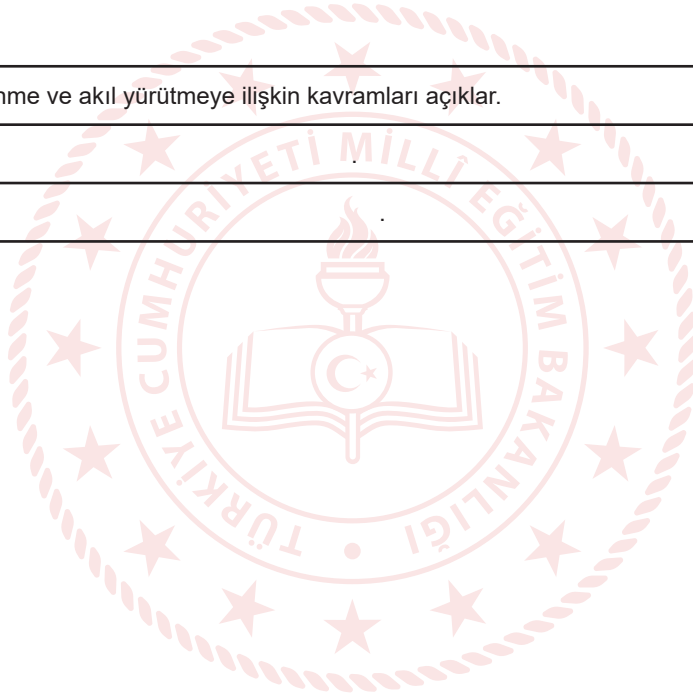 nme ve akıl yürütmeye ilişkin kavramları açıklar.
.
.
TÜRKİYE CUMHURİYETİ MİLLÎ EĞİTİM BAKANLIĞI